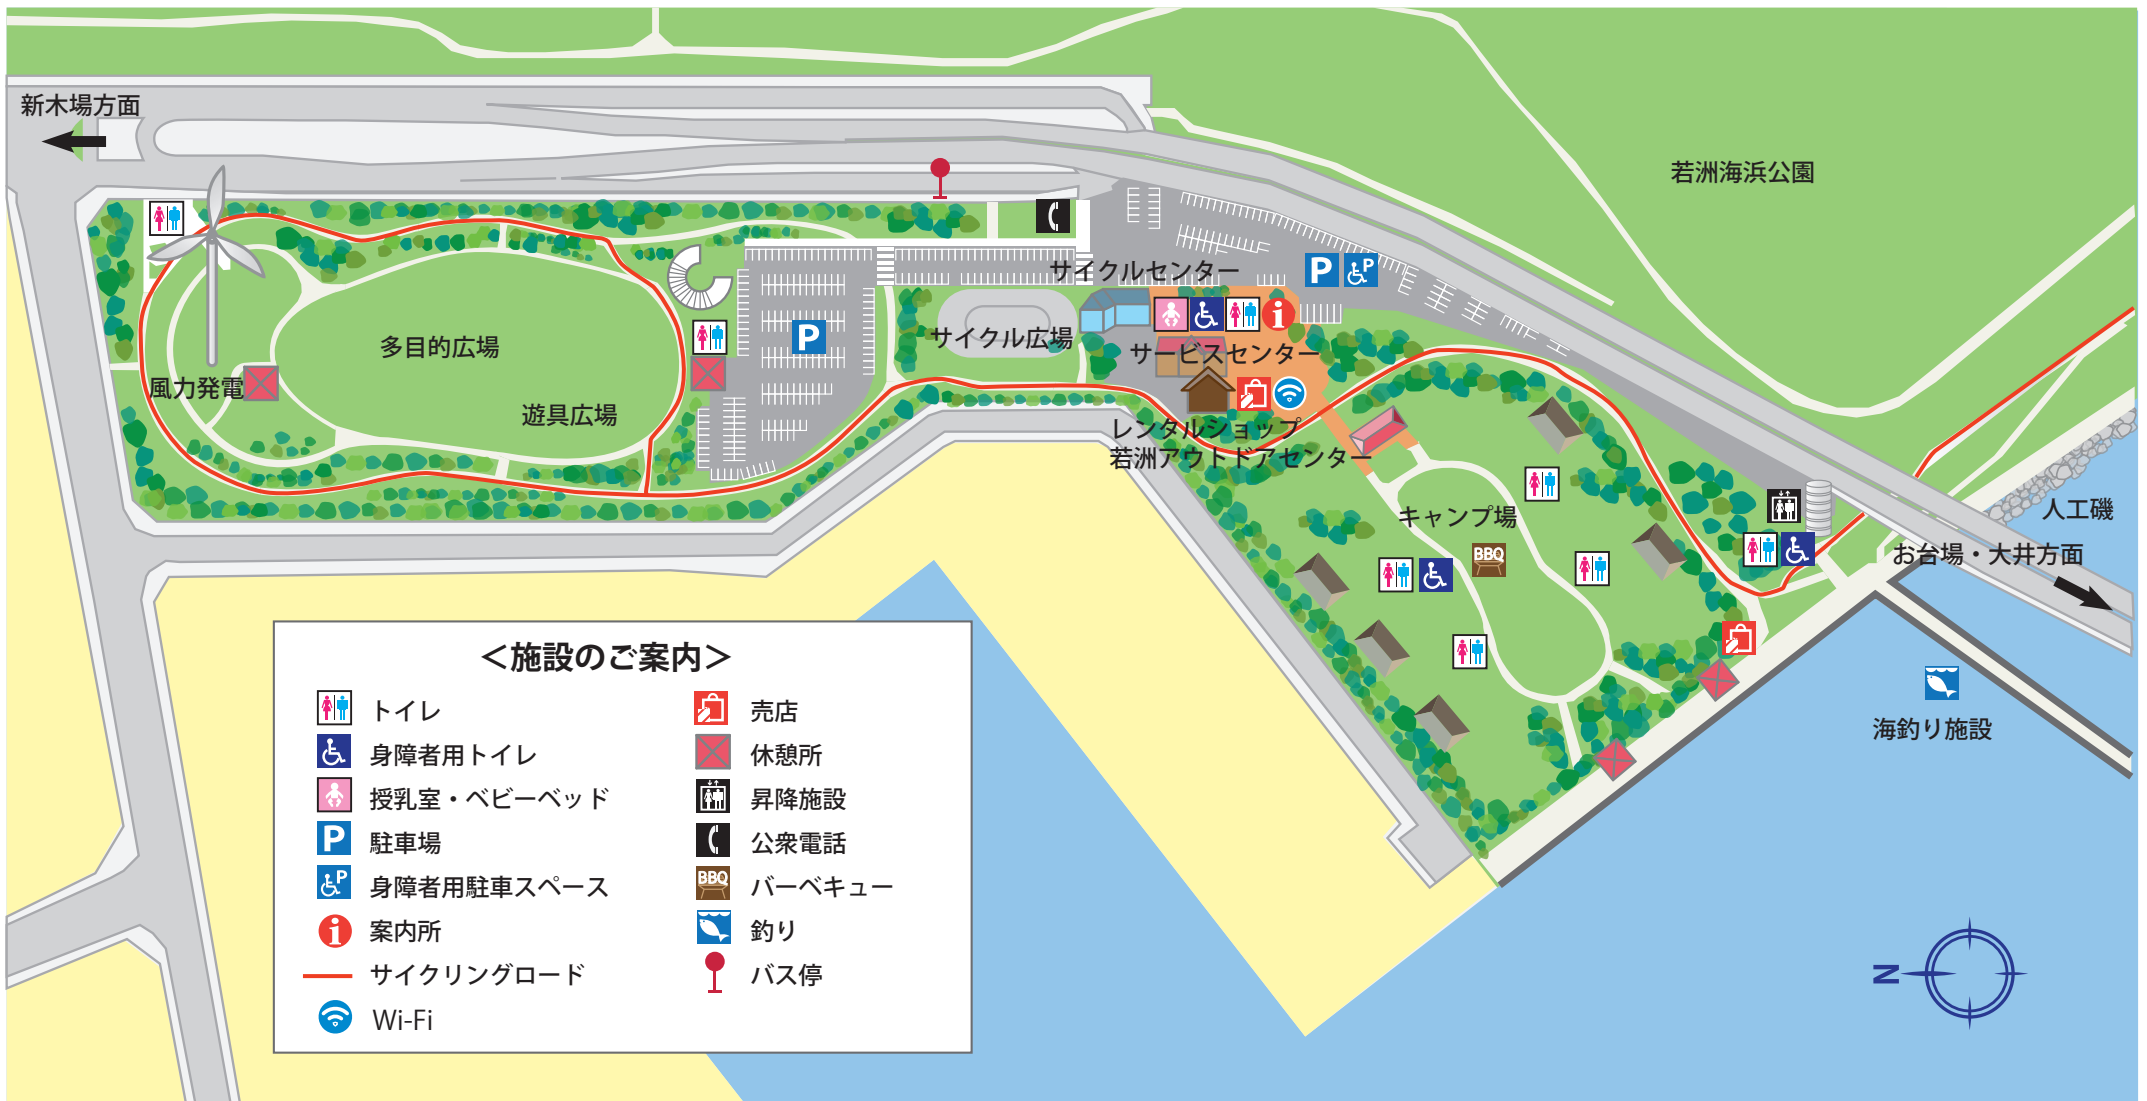 新木場方面
若洲海浜公園
サイクルセンター
P
P
P
i
サイクル広場
サービスセンター
多目的広場
風力発電
遊具広場
レンタルショップ
若洲アウトドアセンター
キャンプ場
BBQ
人工磯
お台場・大井方面
海釣り施設
＜施設のご案内＞
トイレ
身障者用トイレ
授乳室・ベビーベッド
P 駐車場
P 身障者用駐車スペース
i 案内所
サイクリングロード
Wi-Fi
売店
休憩所
昇降施設
公衆電話
BBQ バーベキュー
釣り
バス停
N